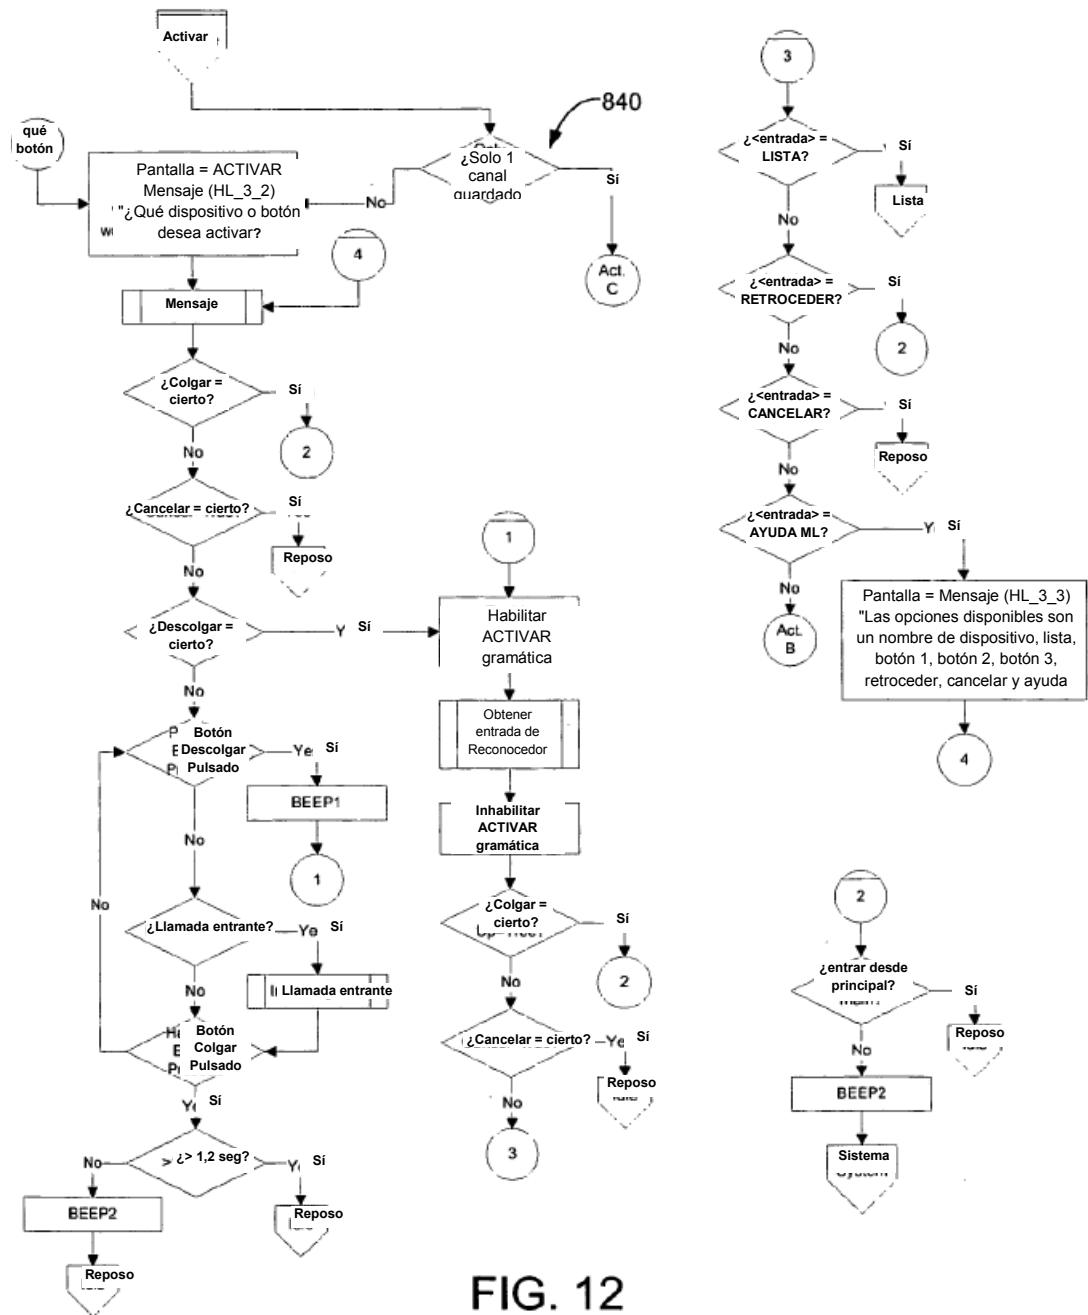 Activar
840
qué
botón
¿Solo 1
canal
guardado
Sí
No
Pantalla = ACTIVAR
Mensaje (HL_3_2)
"¿Qué dispositivo o botón
desea activar?
4
Act.
C
Mensaje
¿Colgar =
cierto?
Sí
2
No
¿Cancelar = cierto?
Sí
Reposo
No
¿Descolgar =
cierto?
Y Sí
No
Botón
Descolgar
Pulsado
Yes Sí
BEEP1
1
No
No
¿Llamada entrante?
Ye Sí
Llamada entrante
No
Botón
Colgar
Pulsado
Ye Sí
¿> 1,2 seg?
No
Y Sí
BEEP2
Reposo
Reposo
1
Habilitar
ACTIVAR
gramática
Obtener
entrada de
Reconocedor
Inhabilitar
ACTIVAR
gramática
¿Colgar =
cierto?
Sí
2
No
¿Cancelar = cierto?
Ye Sí
Reposo
No
3
3
¿<entrada> =
LISTA?
Sí
Lista
No
¿<entrada> =
RETROCEDER?
Sí
2
No
¿<entrada> =
CANCELAR?
Sí
Reposo
No
¿<entrada> =
AYUDA ML?
Y Sí
No
Act.
B
Pantalla = Mensaje (HL_3_3)
"Las opciones disponibles son
un nombre de dispositivo, lista,
botón 1, botón 2, botón 3,
retroceder, cancelar y ayuda
4
2
¿entrar desde
principal?
Sí
Reposo
No
BEEP2
Sistema
FIG. 12